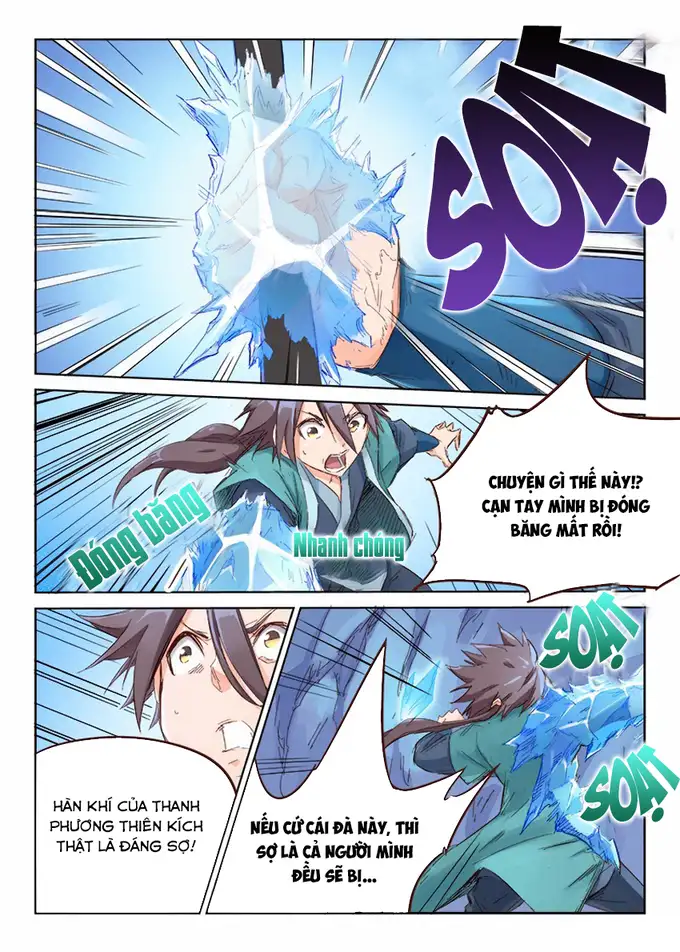 SOẠT
CHUYỆN GÌ THẾ NÀY!?
CẠN TAY MÌNH BỊ ĐÓNG
BĂNG MẤT RỒI!
Đóng băng
Nhanh chóng
SOẠT
SOẠT
HÀN KHÍ CỦA THANH
PHƯƠNG THIÊN KÍCH
THẬT LÀ ĐÁNG SỢ!
NẾU CỨ CÁI ĐÀ NÀY, THÌ
SỢ LÀ CẢ NGƯỜI MÌNH
ĐỀU SẼ BỊ...